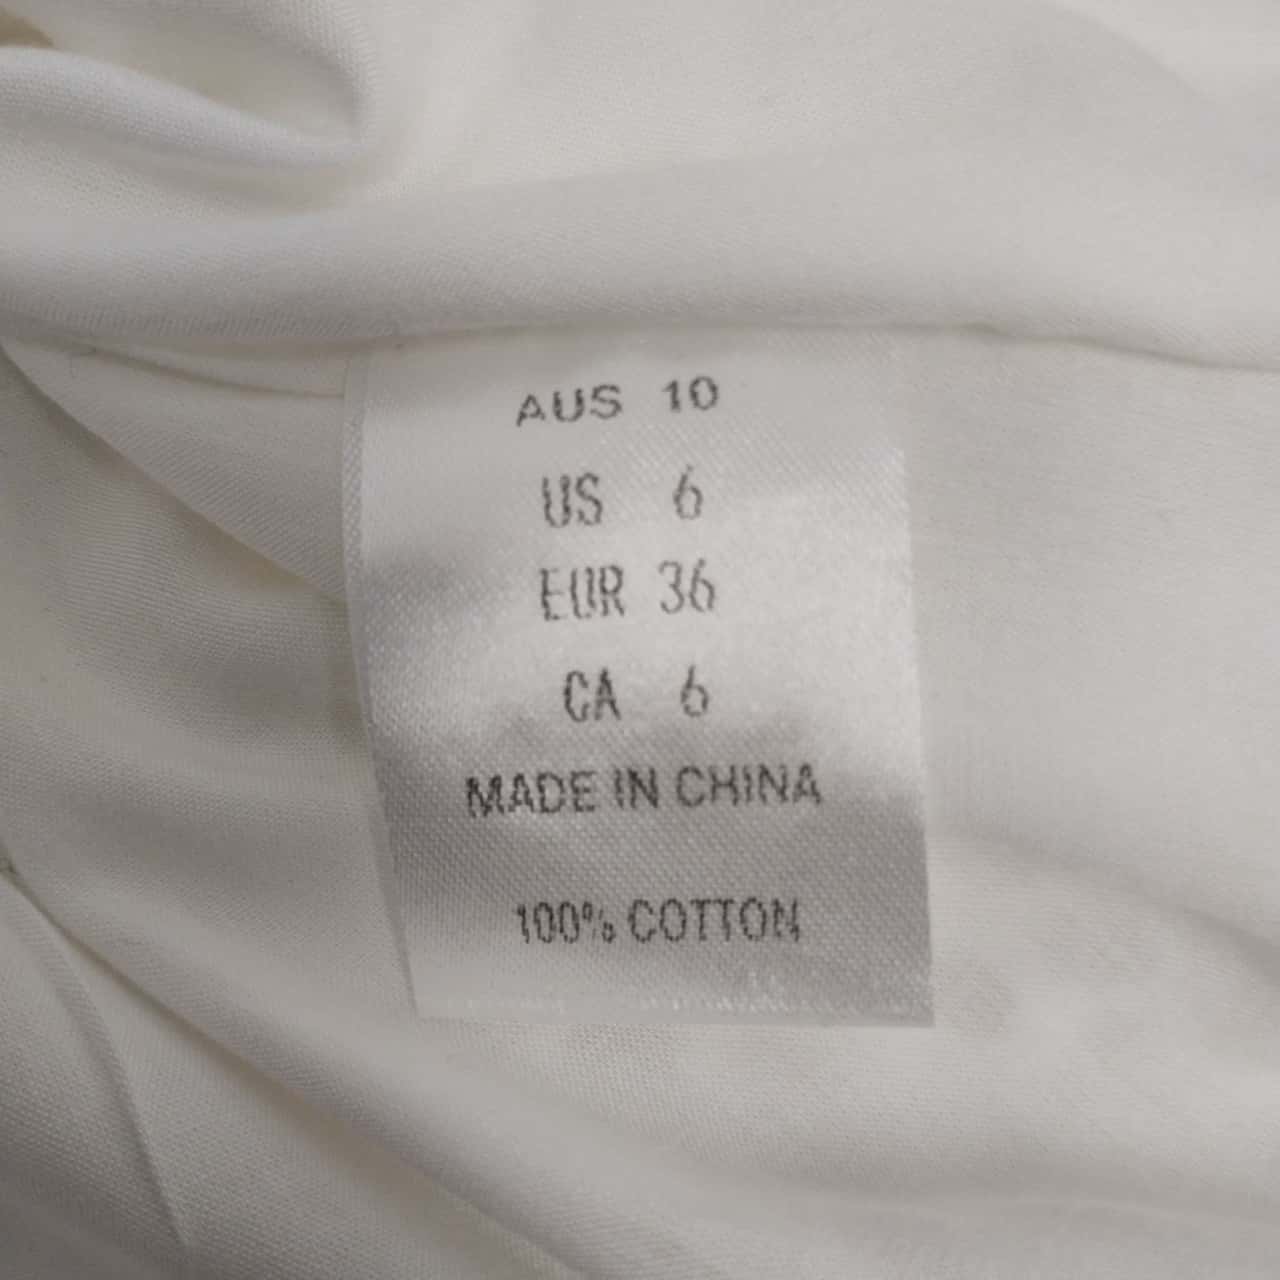 AUS 10
US 6
EUR 36
CA 6
MADE IN CHINA
100% COTTON